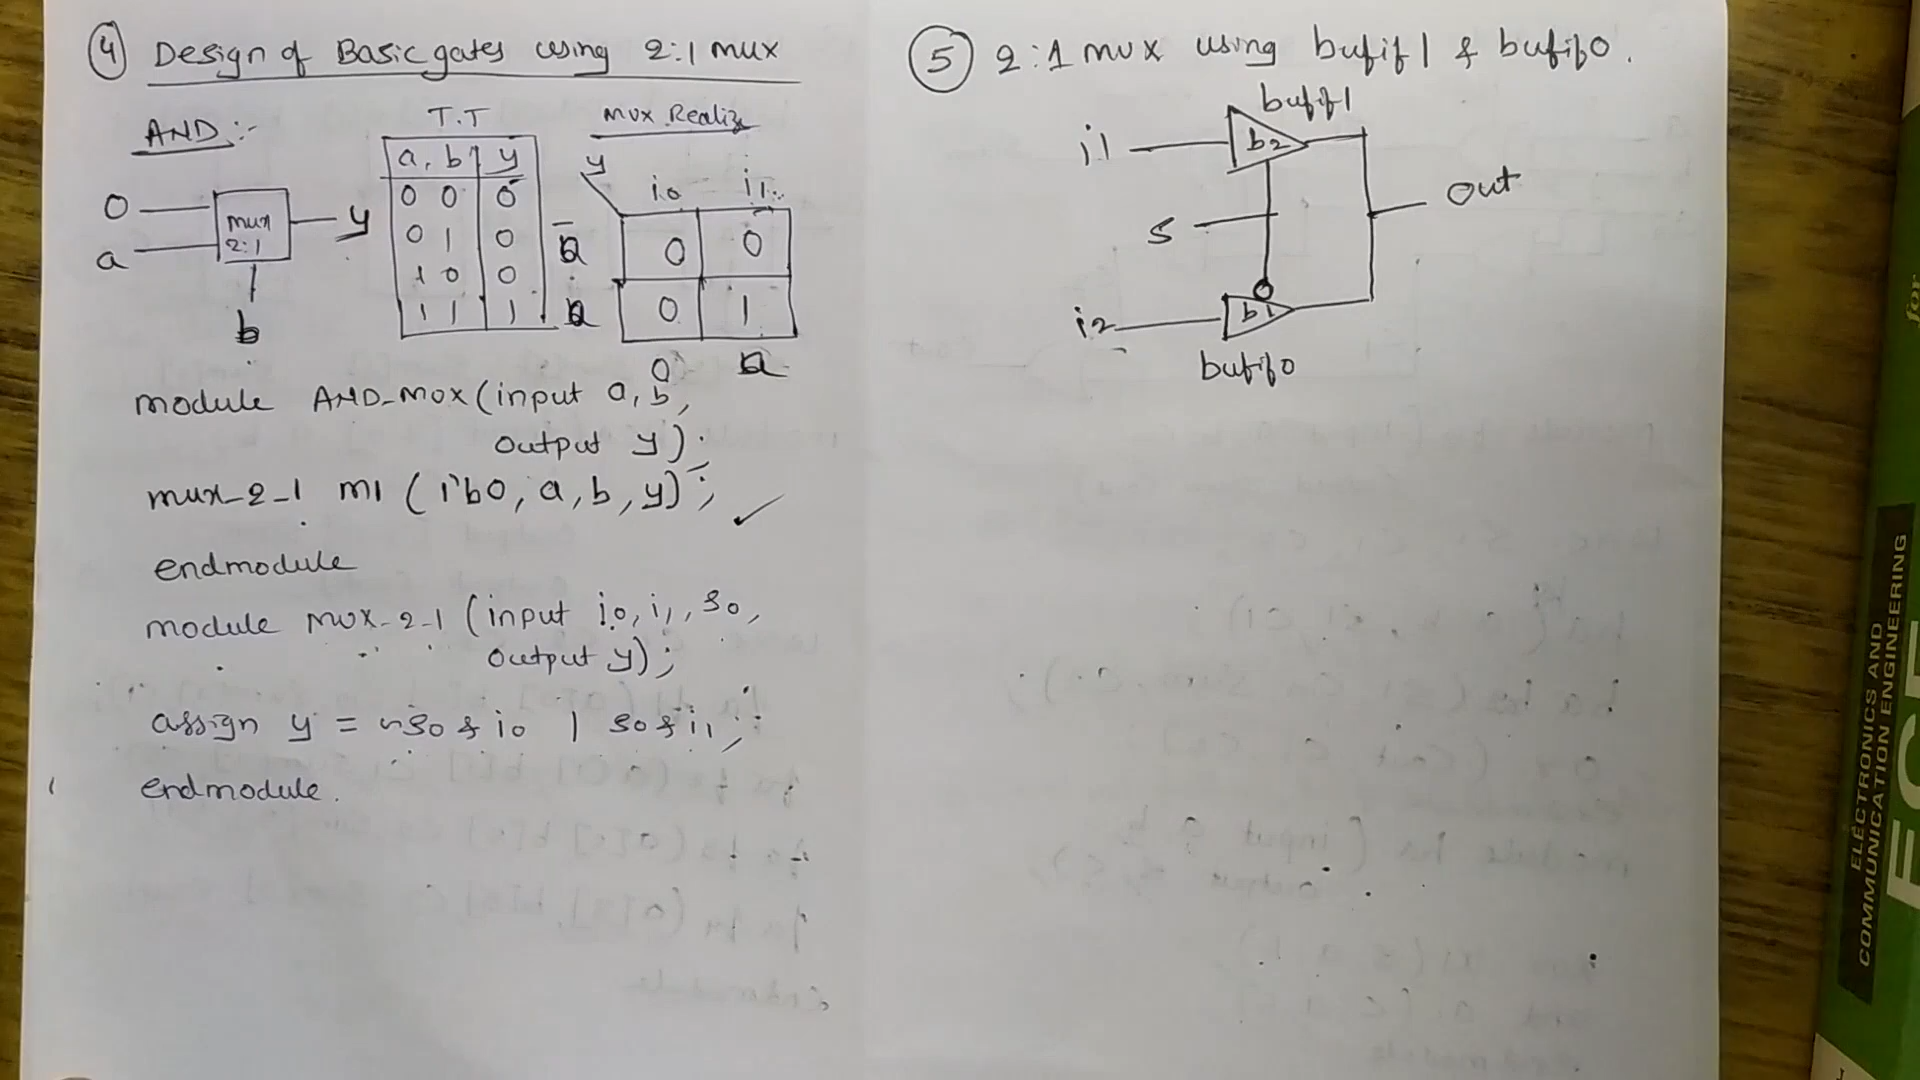 4 Design of Basic gates using 2:1 mux
AND:-
T.T
Mux Realiz
0
a
mux
2:1
y
b
a, b y
0 0 0
0 1 0
1 0 0
1 1 1
y
i0 i1
a̅ 0 0
a 0 1
0 a
module AND_MUX(input a, b,
output y);
mux_2_1 m1 (1'b0, a, b, y);
endmodule
module mux_2_1 (input i0, i1, s0,
output y);
assign y = ~s0 & i0 | s0 & i1;
endmodule.
5 2:1 mux using bufif1 & bufif0.
bufif1
i1
b2
s
out
i2
b1
bufif0
ELECTRONICS AND
COMMUNICATION ENGINEERING
ECE
for